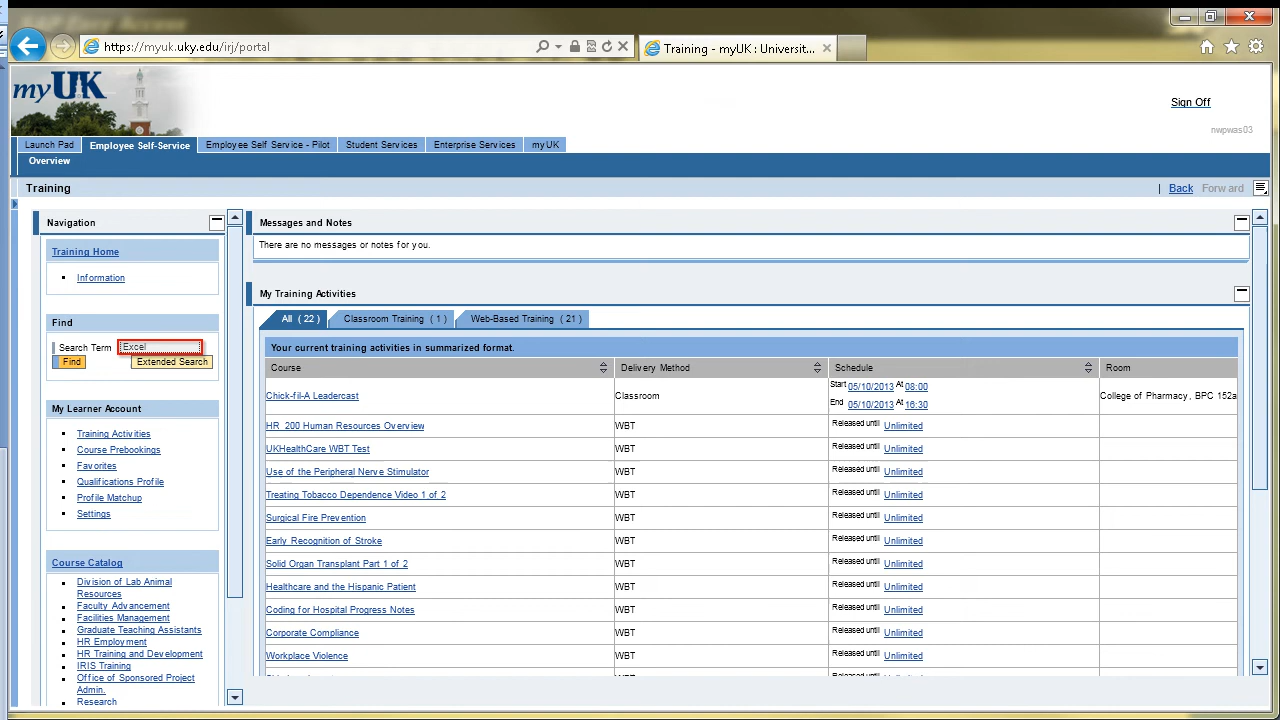 https://myuk.uky.edu/irj/portal
Training - myUK : Universit...
myUK
Sign Off
nwpwas03
Launch Pad
Employee Self-Service
Employee Self Service - Pilot
Student Services
Enterprise Services
myUK
Overview
Training
Back
Forward
Navigation
Training Home
Information
Find
Search Term
Excel
Find
Extended Search
My Learner Account
Training Activities
Course Prebookings
Favorites
Qualifications Profile
Profile Matchup
Settings
Course Catalog
Division of Lab Animal
Resources
Faculty Advancement
Facilities Management
Graduate Teaching Assistants
HR Employment
HR Training and Development
IRIS Training
Office of Sponsored Project
Admin.
Research
Messages and Notes
There are no messages or notes for you.
My Training Activities
All ( 22 )
Classroom Training ( 1 )
Web-Based Training ( 21 )
Your current training activities in summarized format.
Course Delivery Method Schedule Room
Chick-fil-A Leadercast Classroom Start 05/10/2013 At 08:00 College of Pharmacy, BPC 152a
End 05/10/2013 At 16:30
HR_200 Human Resources Overview WBT Released until Unlimited
UKHealthCare WBT Test WBT Released until Unlimited
Use of the Peripheral Nerve Stimulator WBT Released until Unlimited
Treating Tobacco Dependence Video 1 of 2 WBT Released until Unlimited
Surgical Fire Prevention WBT Released until Unlimited
Early Recognition of Stroke WBT Released until Unlimited
Solid Organ Transplant Part 1 of 2 WBT Released until Unlimited
Healthcare and the Hispanic Patient WBT Released until Unlimited
Coding for Hospital Progress Notes WBT Released until Unlimited
Corporate Compliance WBT Released until Unlimited
Workplace Violence WBT Released until Unlimited